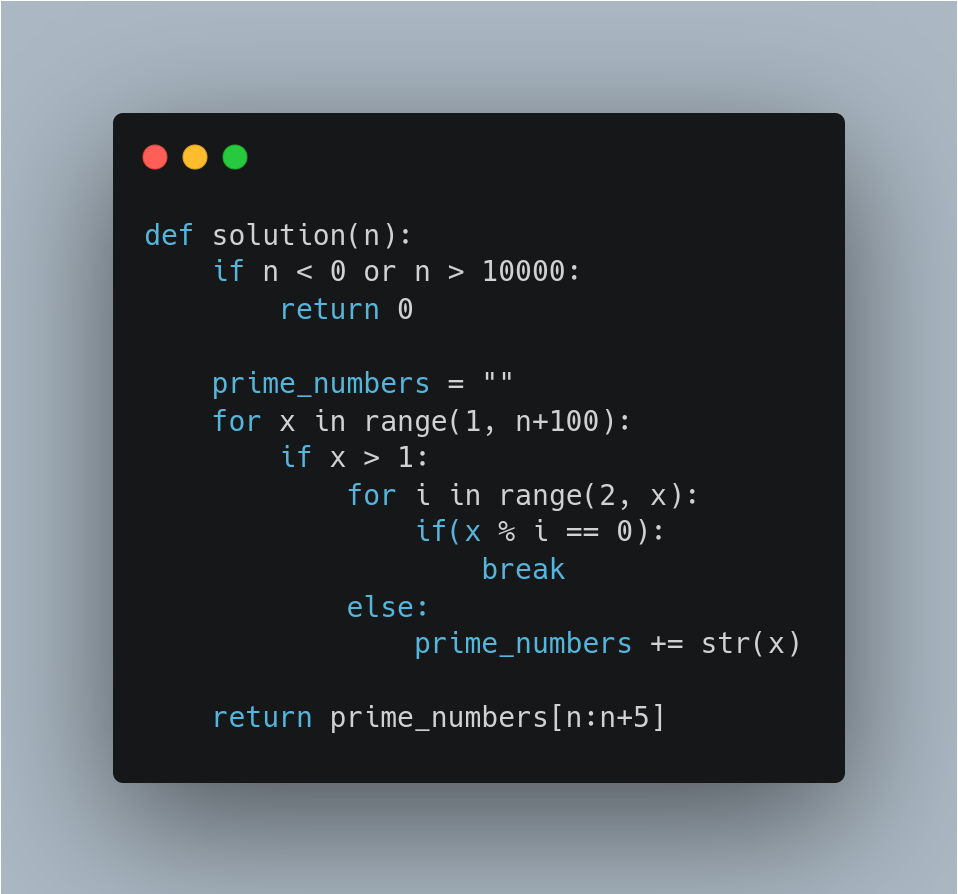 def solution(n):
    if n < 0 or n > 10000:
        return 0

    prime_numbers = ""
    for x in range(1, n+100):
        if x > 1:
            for i in range(2, x):
                if(x % i == 0):
                    break
            else:
                prime_numbers += str(x)

    return prime_numbers[n:n+5]